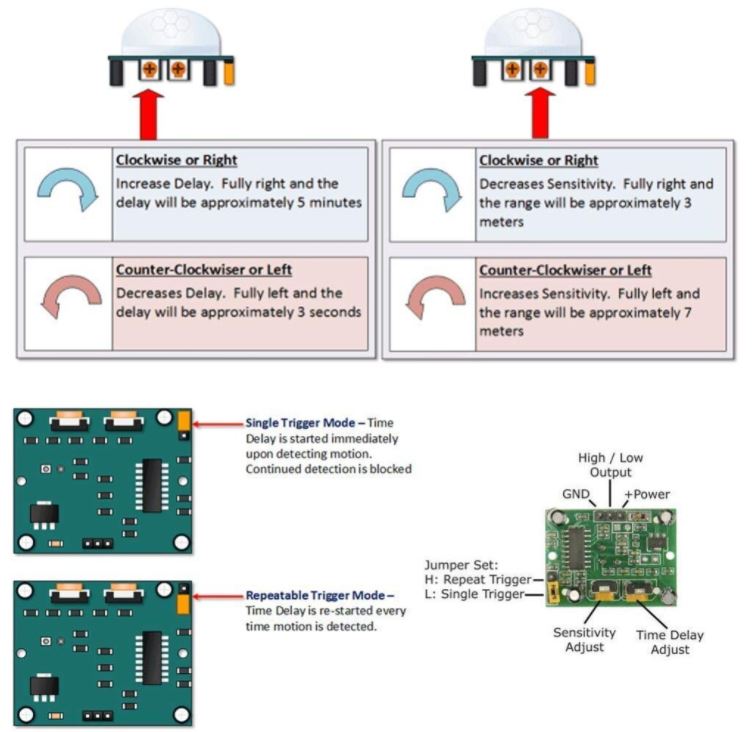 Clockwise or Right
Increase Delay. Fully right and the
delay will be approximately 5 minutes
Counter-Clockwiser or Left
Decreases Delay. Fully left and the
delay will be approximately 3 seconds
Clockwise or Right
Decreases Sensitivity. Fully right and
the range will be approximately 3
meters
Counter-Clockwiser or Left
Increases Sensitivity. Fully left and
the range will be approximately 7
meters
Single Trigger Mode – Time
Delay is started immediately
upon detecting motion.
Continued detection is blocked
Repeatable Trigger Mode –
Time Delay is re-started every
time motion is detected.
High / Low
Output
GND
+Power
Jumper Set:
H: Repeat Trigger
L: Single Trigger
Sensitivity
Adjust
Time Delay
Adjust